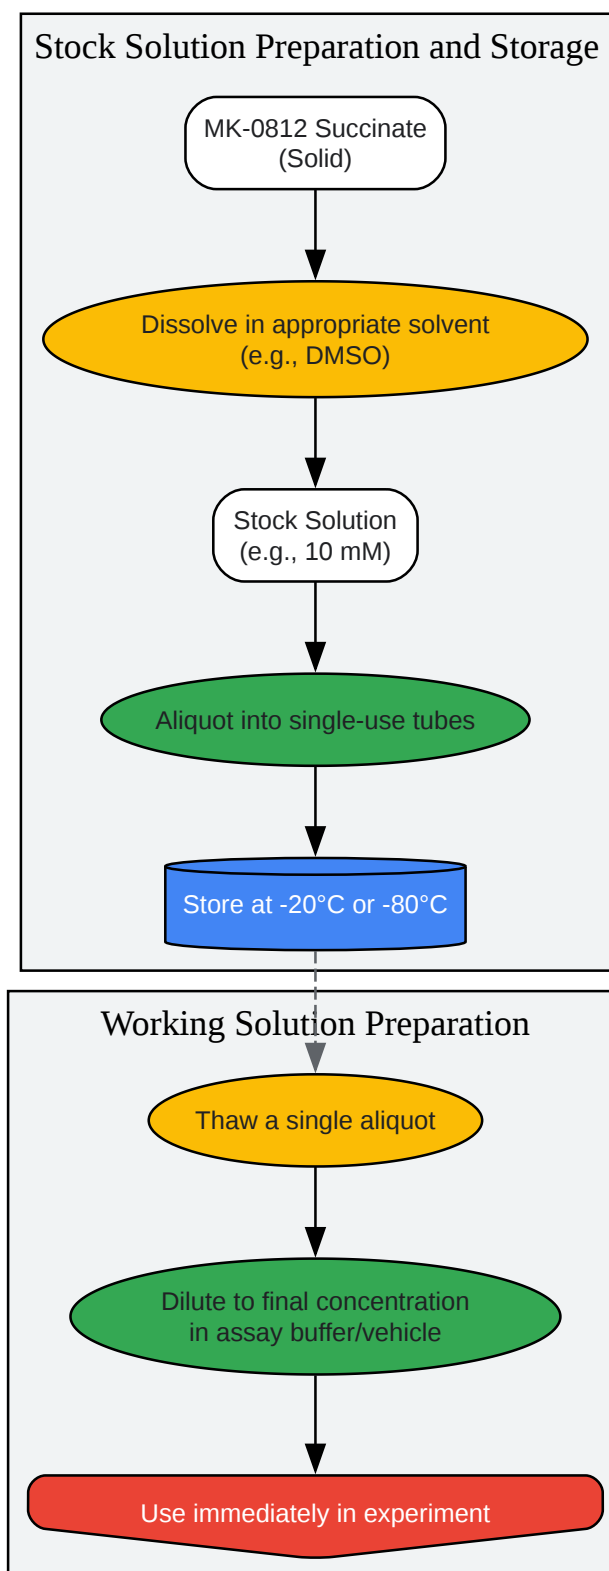 Stock Solution Preparation and Storage
MK-0812 Succinate
(Solid)
Dissolve in appropriate solvent
(e.g., DMSO)
Stock Solution
(e.g., 10 mM)
Aliquot into single-use tubes
Store at -20°C or -80°C
Working Solution Preparation
Thaw a single aliquot
Dilute to final concentration
in assay buffer/vehicle
Use immediately in experiment